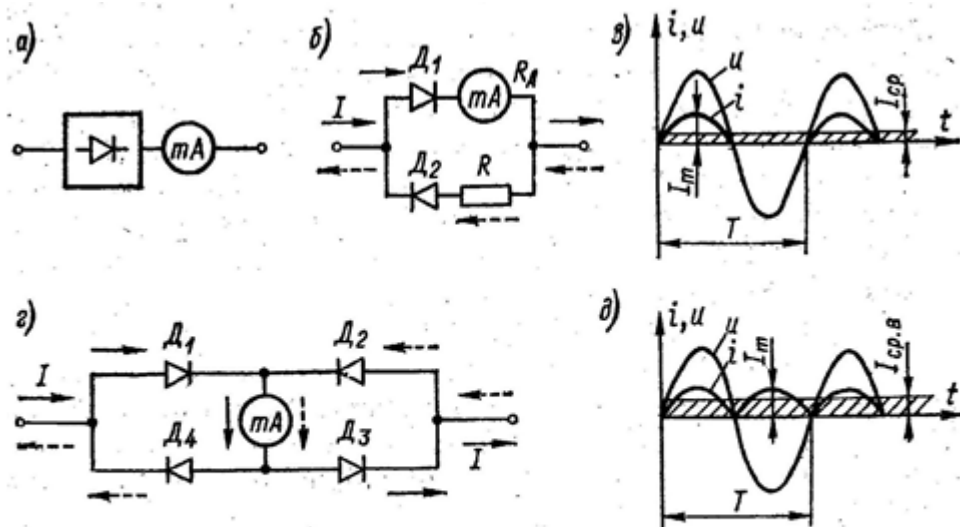 а)
mA
б)
Д1
RA
I
mA
Д2
R
в)
i, u
u
i
Iср
t
Im
T
г)
Д1
Д2
I
mA
Д4
Д3
I
д)
i, u
u
i
Im
Iср.в
t
T